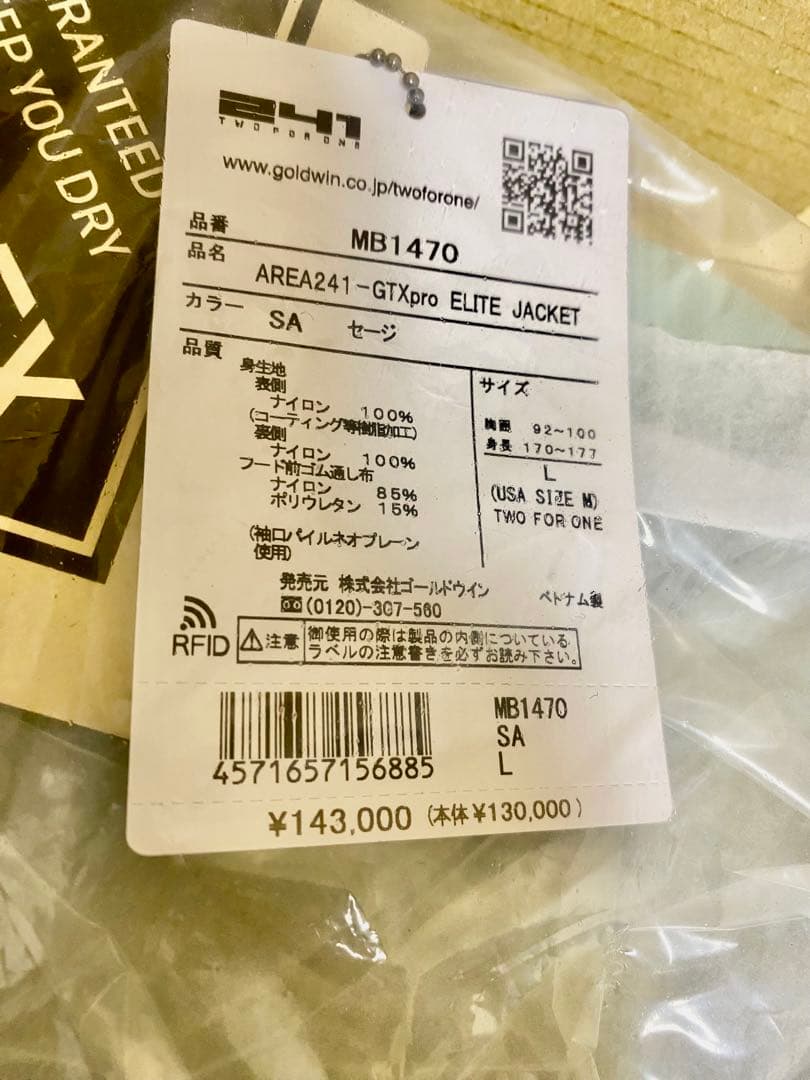 RANTEED
EP YOU DRY
241
TWO FOR ONE
www.goldwin.co.jp/twoforone/
品番 MB1470
品名 AREA241-GTXpro ELITE JACKET
カラー SA セージ
品質
身生地
表側
ナイロン 100%
(コーティング等樹脂加工)
裏側
ナイロン 100%
フード前ゴム通し布
ナイロン 85%
ポリウレタン 15%
(袖口パイルネオプレーン
使用)
サイズ
胸囲 92~100
身長 170~177
L
(USA SIZE M)
TWO FOR ONE
発売元 株式会社ゴールドウイン
(0120)-307-560
ベトナム製
RFID
注意
御使用の際は製品の内側についている
ラベルの注意書きを必ずお読み下さい。
4571657156885
MB1470
SA
L
¥143,000 (本体¥130,000)